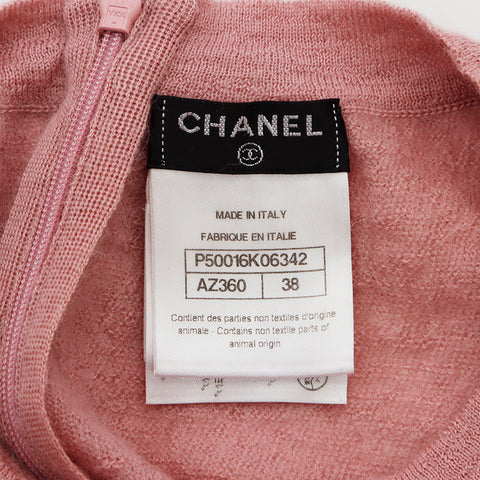 CHANEL
MADE IN ITALY
FABRIQUE EN ITALIE
P50016K06342
AZ360 38
Contient des parties non textiles d'origine
animale - Contains non textile parts of
animal origin